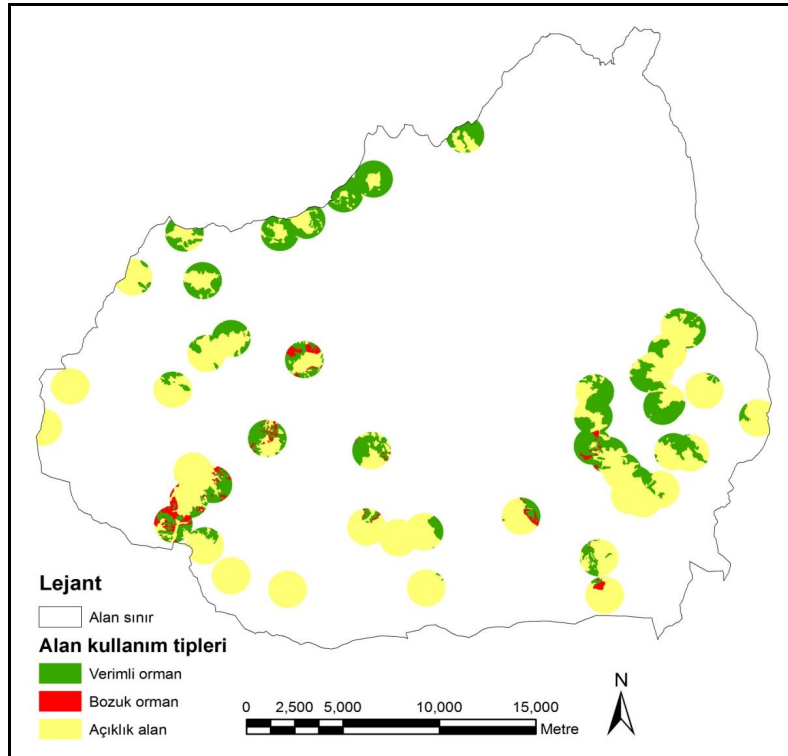 Lejant
Alan sınır
Alan kullanım tipleri
Verimli orman
Bozuk orman
Açıklık alan
0 2,500 5,000 10,000 15,000
Metre
N